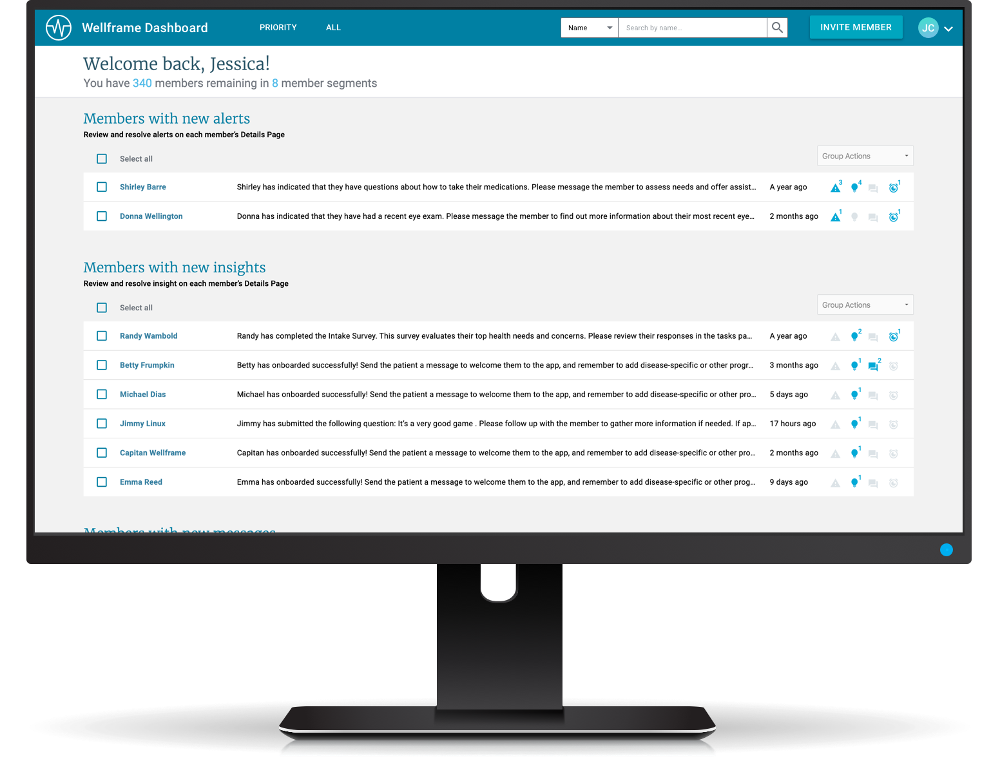 Wellframe Dashboard PRIORITY ALL Name Search by name... INVITE MEMBER JC
Welcome back, Jessica!
You have 340 members remaining in 8 member segments
Members with new alerts
Review and resolve alerts on each member's Details Page
Select all Group Actions
Shirley Barre Shirley has indicated that they have questions about how to take their medications. Please message the member to assess needs and offer assist... A year ago 3 4 1
Donna Wellington Donna has indicated that they have had a recent eye exam. Please message the member to find out more information about their most recent eye... 2 months ago 1 1
Members with new insights
Review and resolve insight on each member's Details Page
Select all Group Actions
Randy Wambold Randy has completed the Intake Survey. This survey evaluates their top health needs and concerns. Please review their responses in the tasks pa... A year ago 2 1
Betty Frumpkin Betty has onboarded successfully! Send the patient a message to welcome them to the app, and remember to add disease-specific or other progr... 3 months ago 1 2
Michael Dias Michael has onboarded successfully! Send the patient a message to welcome them to the app, and remember to add disease-specific or other pro... 5 days ago 1
Jimmy Linux Jimmy has submitted the following question: It's a very good game . Please follow up with the member to gather more information if needed. If ap... 17 hours ago 1
Capitan Wellframe Capitan has onboarded successfully! Send the patient a message to welcome them to the app, and remember to add disease-specific or other pro... 2 months ago 1
Emma Reed Emma has onboarded successfully! Send the patient a message to welcome them to the app, and remember to add disease-specific or other prog... 9 days ago 1
Members with new messages